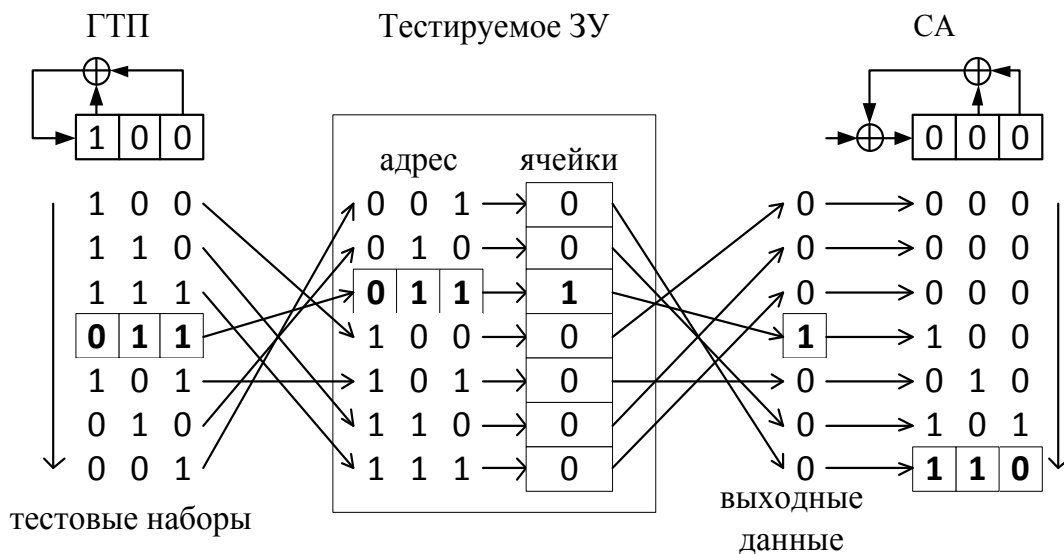 ГТП Тестируемое ЗУ СА
1 0 0 0 0 0
адрес ячейки
1 0 0 0 0 1 0 0 0 0 0
1 1 0 0 1 0 0 0 0 0 0
1 1 1 0 1 1 1 0 0 0 0
0 1 1 1 0 0 0 1 1 0 0
1 0 1 1 0 1 0 0 0 1 0
0 1 0 1 1 0 0 0 1 0 1
0 0 1 1 1 1 0 0 1 1 0
тестовые наборы
выходные
данные